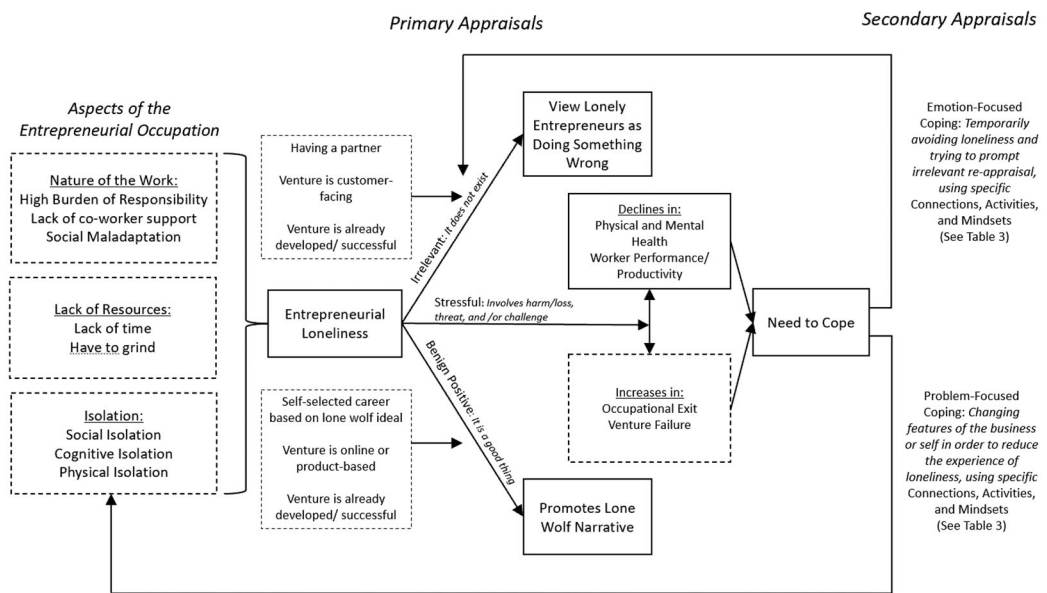 Primary Appraisals
Secondary Appraisals
Aspects of the
Entrepreneurial Occupation
Nature of the Work:
High Burden of Responsibility
Lack of co-worker support
Social Maladaptation
Lack of Resources:
Lack of time
Have to grind
Isolation:
Social Isolation
Cognitive Isolation
Physical Isolation
Having a partner
Venture is customer-
facing
Venture is already
developed/ successful
Entrepreneurial
Loneliness
Self-selected career
based on lone wolf ideal
Venture is online or
product-based
Venture is already
developed/ successful
Irrelevant: It does not exist
Stressful: Involves harm/loss,
threat, and /or challenge
Benign Positive: It is a good thing
View Lonely
Entrepreneurs as
Doing Something
Wrong
Declines in:
Physical and Mental
Health
Worker Performance/
Productivity
Increases in:
Occupational Exit
Venture Failure
Promotes Lone
Wolf Narrative
Need to Cope
Emotion-Focused
Coping: Temporarily
avoiding loneliness and
trying to prompt
irrelevant re-appraisal,
using specific
Connections, Activities,
and Mindsets
(See Table 3)
Problem-Focused
Coping: Changing
features of the business
or self in order to reduce
the experience of
loneliness, using specific
Connections, Activities,
and Mindsets
(See Table 3)